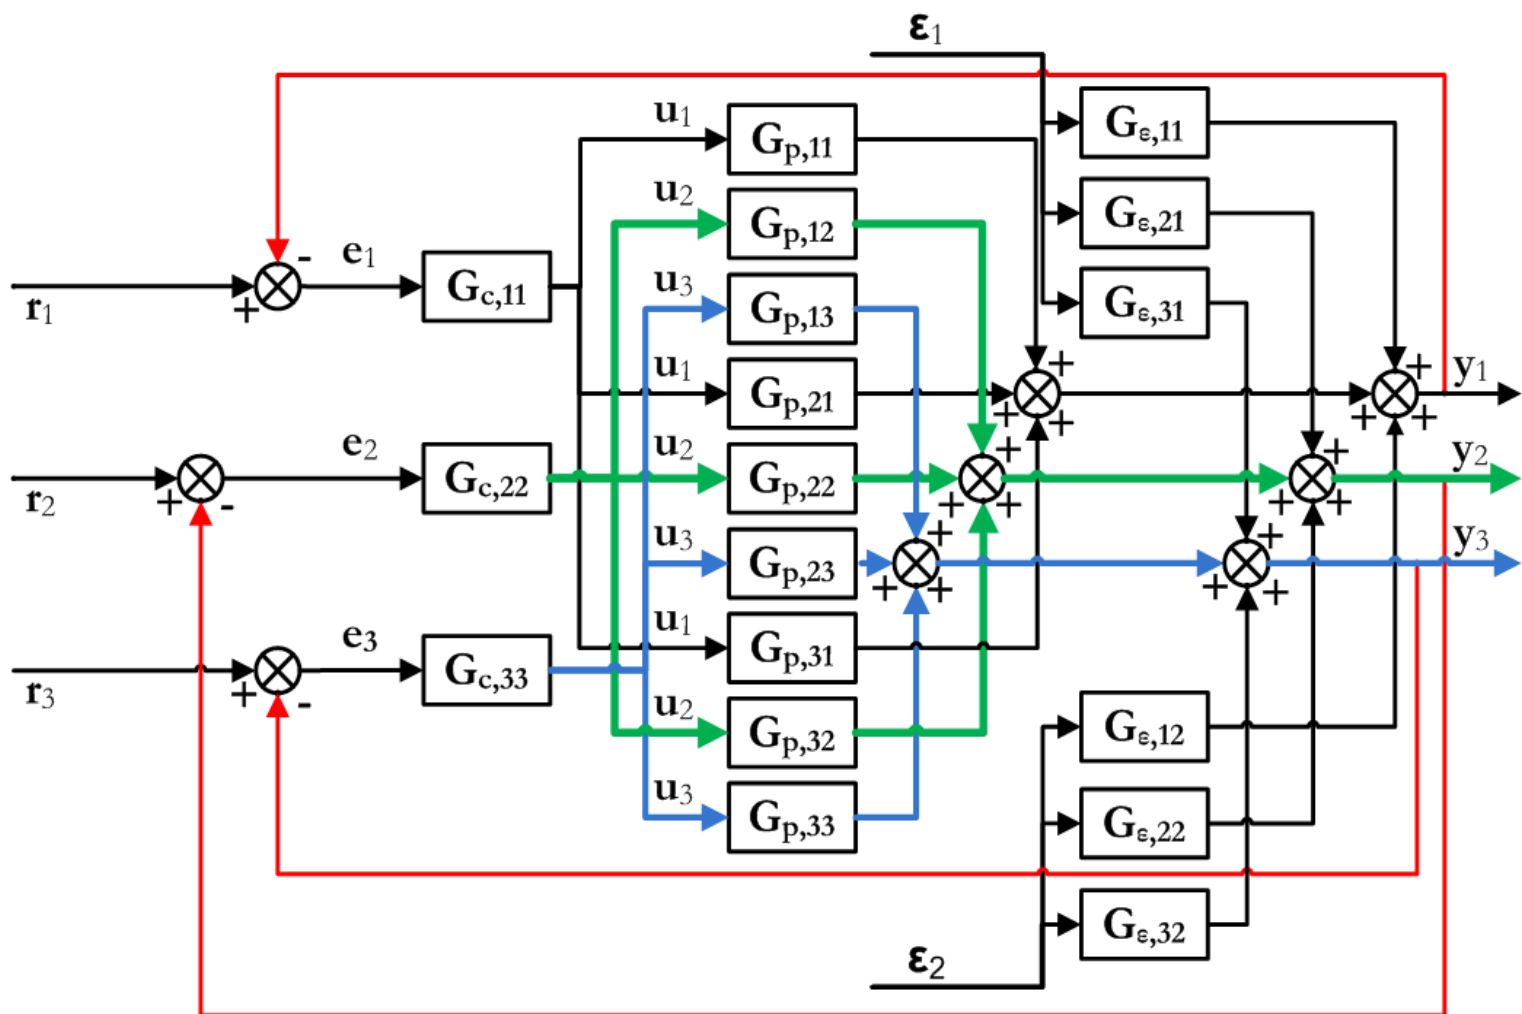 ε1
u1
Gp,11
Gε,11
u2
Gp,12
Gε,21
u3
Gp,13
Gε,31
r1
+
-
e1
Gc,11
u1
Gp,21
+
+
+
+
+
+
y1
r2
+
-
e2
Gc,22
u2
Gp,22
+
+
+
+
+
+
y2
u3
Gp,23
+
+
+
+
+
+
y3
r3
+
-
e3
Gc,33
u1
Gp,31
u2
Gp,32
Gε,12
u3
Gp,33
Gε,22
Gε,32
ε2